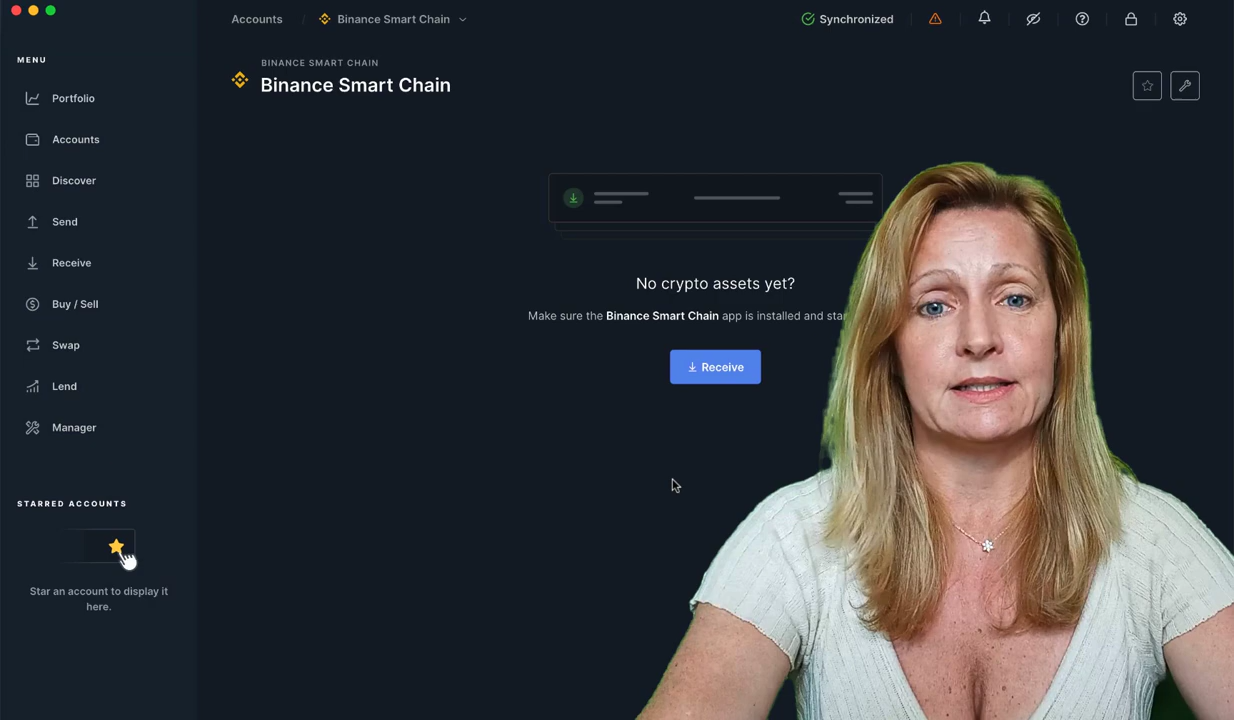 Accounts / Binance Smart Chain
Synchronized
MENU
Portfolio
Accounts
Discover
Send
Receive
Buy / Sell
Swap
Lend
Manager
STARRED ACCOUNTS
Star an account to display it
here.
BINANCE SMART CHAIN
Binance Smart Chain
No crypto assets yet?
Make sure the Binance Smart Chain app is installed and
Receive